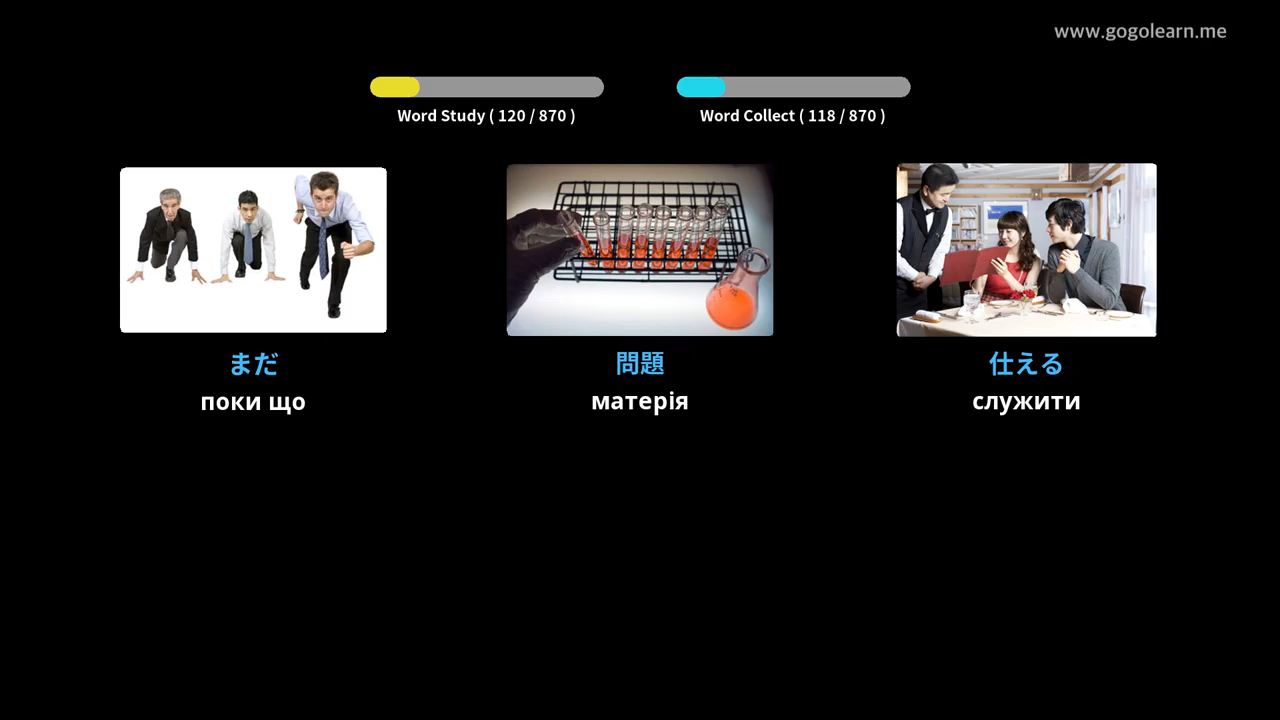 www.gogolearn.me
Word Study ( 120 / 870 )
Word Collect ( 118 / 870 )
まだ
поки що
問題
матерія
仕える
служити